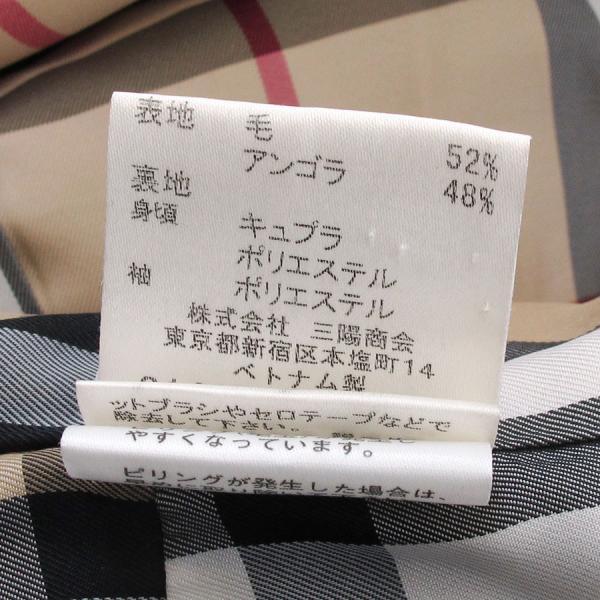 表地 毛 52%
アンゴラ 48%
裏地
身頃 キュプラ
ポリエステル
袖 ポリエステル
株式会社 三陽商会
東京都新宿区本塩町14
ベトナム製
ットブラシやセロテープなどで
除去して下さい。
やすくなっています。
ピリングが発生した場合は、